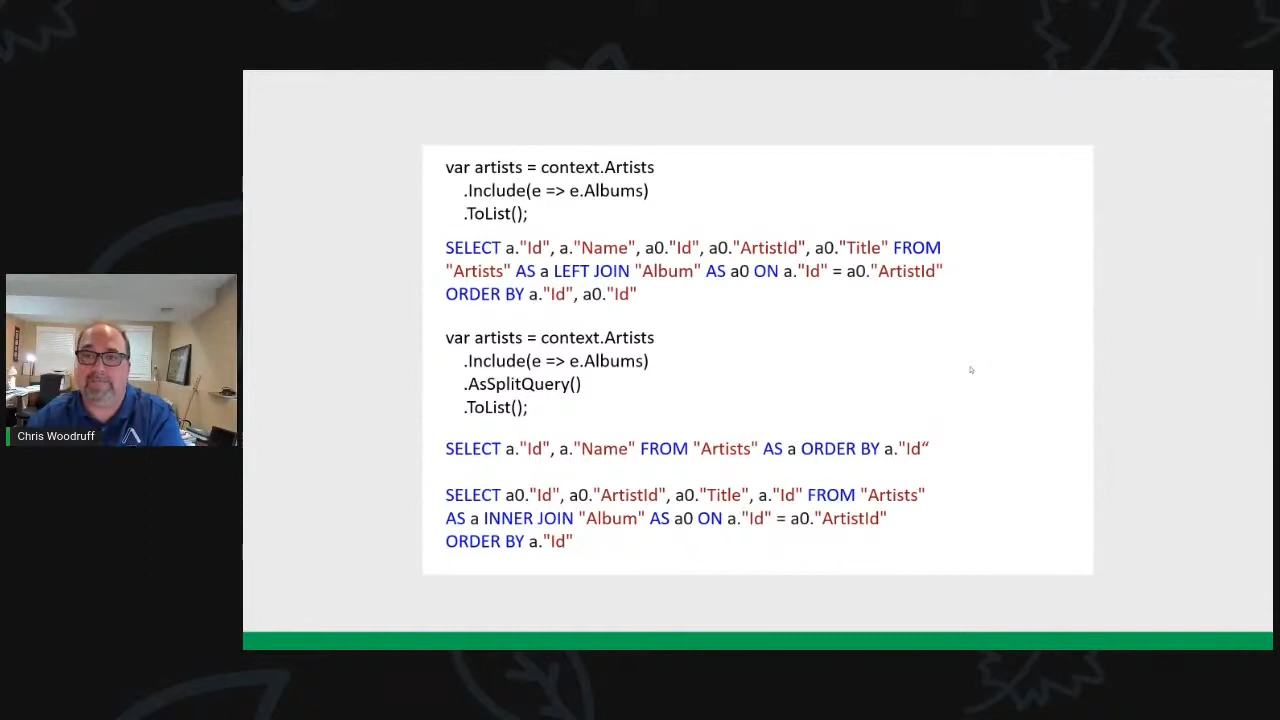 var artists = context.Artists
.Include(e => e.Albums)
.ToList();
SELECT a."Id", a."Name", a0."Id", a0."ArtistId", a0."Title" FROM
"Artists" AS a LEFT JOIN "Album" AS a0 ON a."Id" = a0."ArtistId"
ORDER BY a."Id", a0."Id"
var artists = context.Artists
.Include(e => e.Albums)
.AsSplitQuery()
.ToList();
SELECT a."Id", a."Name" FROM "Artists" AS a ORDER BY a."Id“
SELECT a0."Id", a0."ArtistId", a0."Title", a."Id" FROM "Artists"
AS a INNER JOIN "Album" AS a0 ON a."Id" = a0."ArtistId"
ORDER BY a."Id"
Chris Woodruff